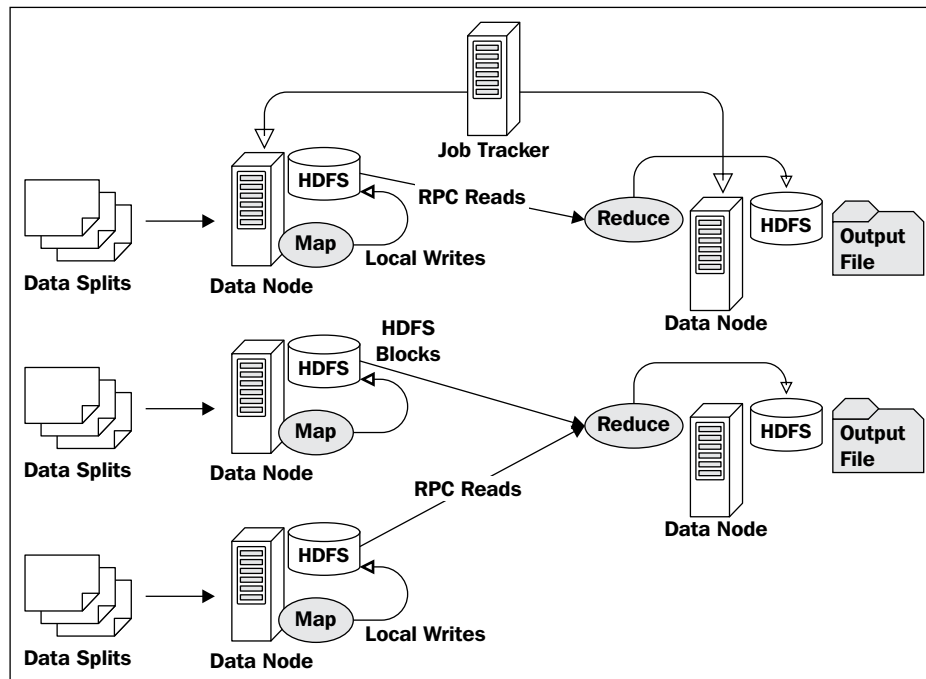 Job Tracker
HDFS
RPC Reads
Map
Local Writes
Data Splits
Data Node
Reduce
HDFS
Output
File
Data Node
HDFS
Blocks
HDFS
Map
Data Splits
Data Node
Reduce
HDFS
Output
File
Data Node
RPC Reads
HDFS
Map
Local Writes
Data Splits
Data Node